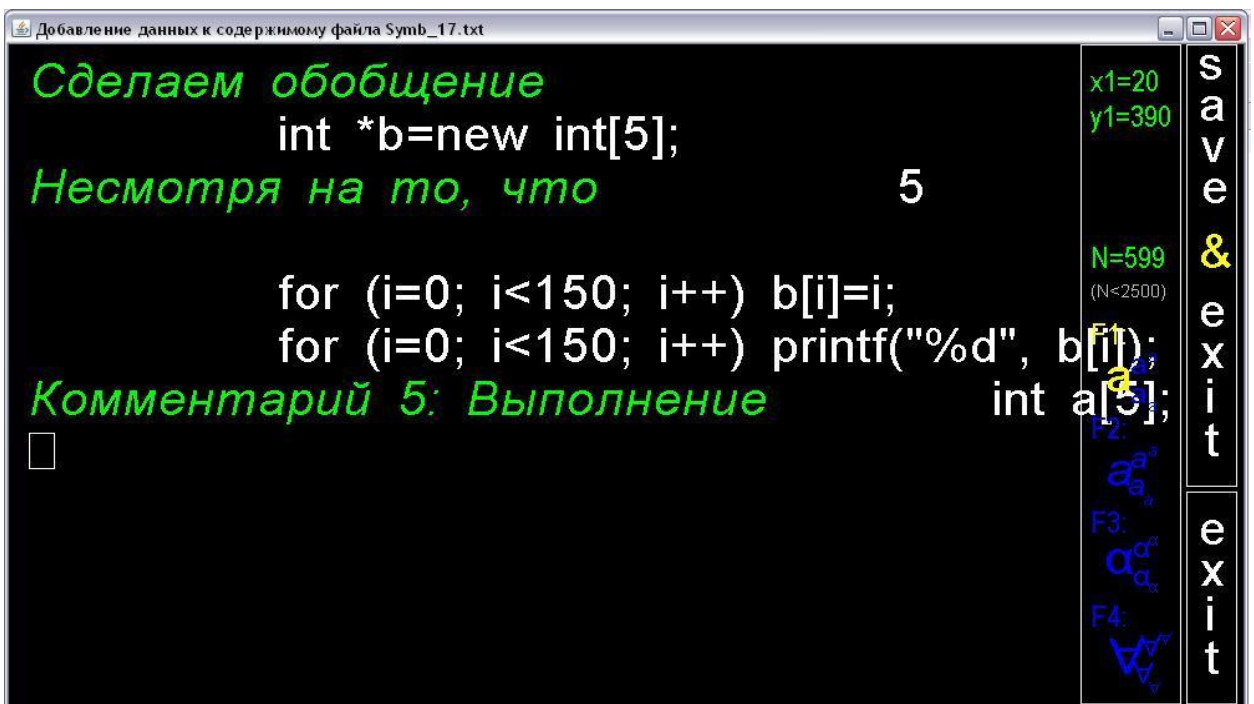 Добавление данных к содержимому файла Symb_17.txt
Сделаем обобщение
int *b=new int[5];
Несмотря на то, что 5
for (i=0; i<150; i++) b[i]=i;
for (i=0; i<150; i++) printf("%d", b[i]);
Комментарий 5: Выполнение int a[5];
x1=20
y1=390
N=599
(N<2500)
F1:
a a a a a
F2:
a a a a a
F3:
α α α α α
F4:
∀ ∀ ∀ ∀ ∀
save & exit
exit